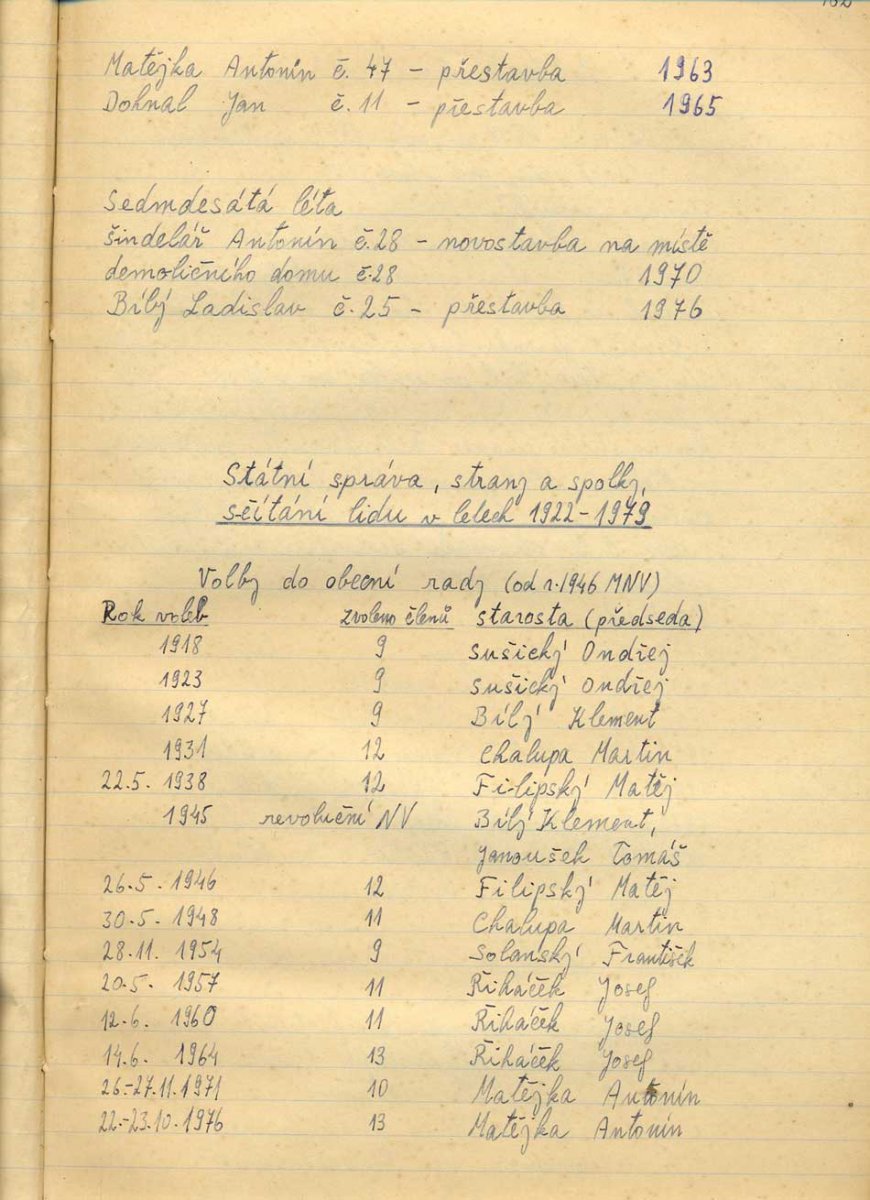 Matějka Antonín č. 47 - přestavba 1963
Dohnal Jan č. 11 - přestavba 1965
Sedmdesátá léta
Šindelář Antonín č. 28 - novostavba na místě
demoličního domu č. 28 1970
Bílý Ladislav č. 25 - přestavba 1976
Státní správa, strany a spolky,
sčítání lidu v letech 1922-1979
Volby do obecní rady (od r. 1946 MNV)
Rok voleb zvoleno členů starosta (předseda)
1918 9 Sušický Ondřej
1923 9 Sušický Ondřej
1927 9 Bílý Klement
1931 12 Chalupa Martin
22.5. 1938 12 Filipský Matěj
1945 revoluční NV Bílý Klement,
Janoušek Tomáš
26.5. 1946 12 Filipský Matěj
30.5. 1948 11 Chalupa Martin
28.11. 1954 9 Solanský František
20.5. 1957 11 Řiháček Josef
12.6. 1960 11 Řiháček Josef
14.6. 1964 13 Řiháček Josef
26.-27.11.1971 10 Matějka Antonín
22.-23.10.1976 13 Matějka Antonín